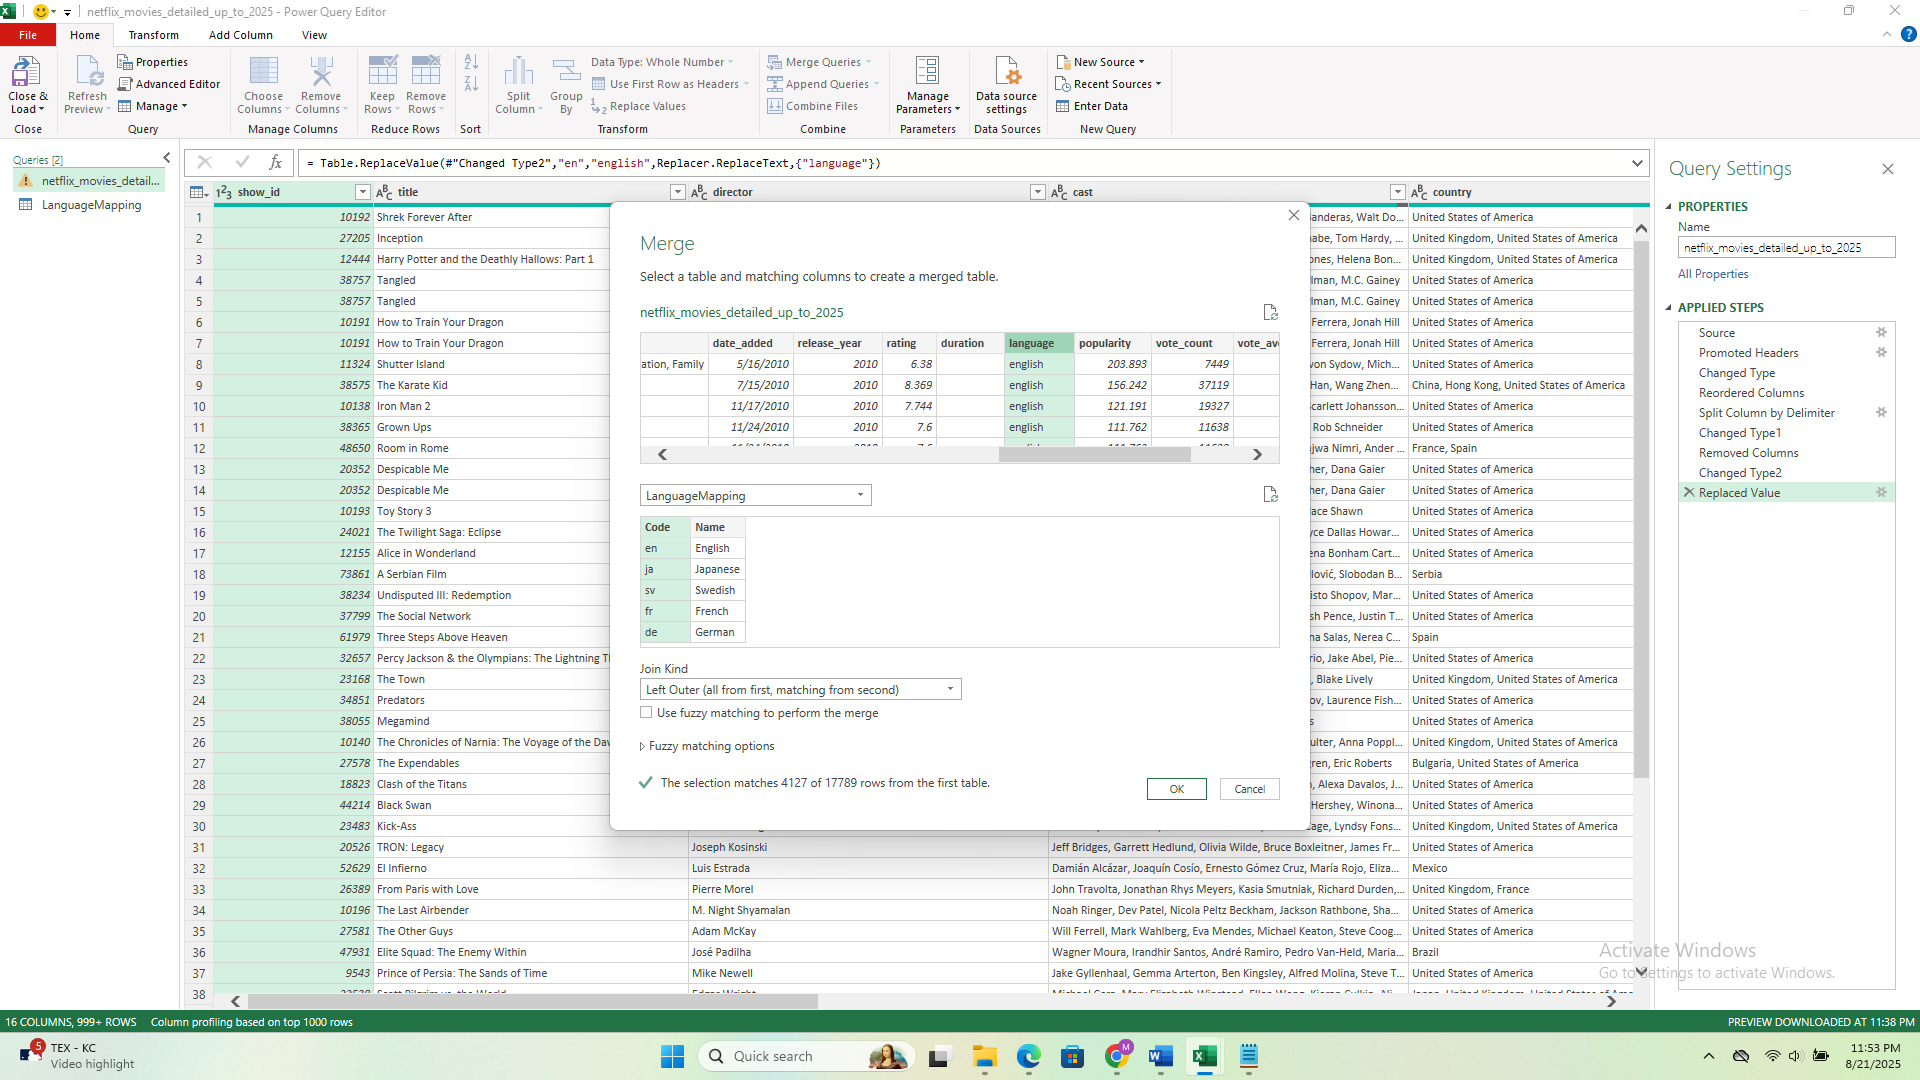 netflix_movies_detailed_up_to_2025 - Power Query Editor
File Home Transform Add Column View
Close & Load
Close
Refresh Preview
Properties
Advanced Editor
Manage
Query
Choose Columns
Remove Columns
Manage Columns
Keep Rows
Remove Rows
Reduce Rows
Sort
Split Column
Group By
Data Type: Whole Number
Use First Row as Headers
Replace Values
Transform
Merge Queries
Append Queries
Combine Files
Combine
Manage Parameters
Parameters
Data source settings
Data Sources
New Source
Recent Sources
Enter Data
New Query
Queries [2]
netflix_movies_detail...
LanguageMapping
= Table.ReplaceValue(#"Changed Type2","en","english",Replacer.ReplaceText,{"language"})
show_id title director cast country
1 10192 Shrek Forever After anderas, Walt Do... United States of America
2 27205 Inception abe, Tom Hardy, ... United Kingdom, United States of America
3 12444 Harry Potter and the Deathly Hallows: Part 1 ones, Helena Bon... United Kingdom, United States of America
4 38757 Tangled lman, M.C. Gainey United States of America
5 38757 Tangled lman, M.C. Gainey United States of America
6 10191 How to Train Your Dragon Ferrera, Jonah Hill United States of America
7 10191 How to Train Your Dragon Ferrera, Jonah Hill United States of America
8 11324 Shutter Island von Sydow, Mich... United States of America
9 38575 The Karate Kid Han, Wang Zhen... China, Hong Kong, United States of America
10 10138 Iron Man 2 carlett Johansson... United States of America
11 38365 Grown Ups Rob Schneider United States of America
12 48650 Room in Rome jwa Nimri, Ander ... France, Spain
13 20352 Despicable Me her, Dana Gaier United States of America
14 20352 Despicable Me her, Dana Gaier United States of America
15 10193 Toy Story 3 ace Shawn United States of America
16 24021 The Twilight Saga: Eclipse yce Dallas Howar... United States of America
17 12155 Alice in Wonderland ena Bonham Cart... United States of America
18 73861 A Serbian Film lović, Slobodan B... Serbia
19 38234 Undisputed III: Redemption isto Shopov, Mar... United States of America
20 37799 The Social Network sh Pence, Justin T... United States of America
21 61979 Three Steps Above Heaven na Salas, Nerea C... Spain
22 32657 Percy Jackson & the Olympians: The Lightning T rio, Jake Abel, Pie... United States of America
23 23168 The Town , Blake Lively United Kingdom, United States of America
24 34851 Predators ov, Laurence Fish... United States of America
25 38055 Megamind s United States of America
26 10140 The Chronicles of Narnia: The Voyage of the Daw ulter, Anna Poppl... United Kingdom, United States of America
27 27578 The Expendables gren, Eric Roberts Bulgaria, United States of America
28 18823 Clash of the Titans , Alexa Davalos, J... United States of America
29 44214 Black Swan Hershey, Winona... United States of America
30 23483 Kick-Ass age, Lyndsy Fons... United Kingdom, United States of America
31 20526 TRON: Legacy Joseph Kosinski Jeff Bridges, Garrett Hedlund, Olivia Wilde, Bruce Boxleitner, James Fr... United States of America
32 52629 El Infierno Luis Estrada Damián Alcázar, Joaquín Cosío, Ernesto Gómez Cruz, María Rojo, Eliza... Mexico
33 26389 From Paris with Love Pierre Morel John Travolta, Jonathan Rhys Meyers, Kasia Smutniak, Richard Durden,... United Kingdom, France
34 10196 The Last Airbender M. Night Shyamalan Noah Ringer, Dev Patel, Nicola Peltz Beckham, Jackson Rathbone, Sha... United States of America
35 27581 The Other Guys Adam McKay Will Ferrell, Mark Wahlberg, Eva Mendes, Michael Keaton, Steve Coog... United States of America
36 47931 Elite Squad: The Enemy Within José Padilha Wagner Moura, Irandhir Santos, André Ramiro, Pedro Van-Held, Maria... Brazil
37 9543 Prince of Persia: The Sands of Time Mike Newell Jake Gyllenhaal, Gemma Arterton, Ben Kingsley, Alfred Molina, Steve T... United States of America
38
Merge
Select a table and matching columns to create a merged table.
netflix_movies_detailed_up_to_2025
date_added release_year rating duration language popularity vote_count vote_av
ation, Family 5/16/2010 2010 6.38 english 203.893 7449
7/15/2010 2010 8.369 english 156.242 37119
11/17/2010 2010 7.744 english 121.191 19327
11/24/2010 2010 7.6 english 111.762 11638
LanguageMapping
Code Name
en English
ja Japanese
sv Swedish
fr French
de German
Join Kind
Left Outer (all from first, matching from second)
Use fuzzy matching to perform the merge
Fuzzy matching options
The selection matches 4127 of 17789 rows from the first table.
OK Cancel
Query Settings
PROPERTIES
Name
netflix_movies_detailed_up_to_2025
All Properties
APPLIED STEPS
Source
Promoted Headers
Changed Type
Reordered Columns
Split Column by Delimiter
Changed Type1
Removed Columns
Changed Type2
Replaced Value
Activate Windows
Go to Settings to activate Windows.
16 COLUMNS, 999+ ROWS Column profiling based on top 1000 rows
PREVIEW DOWNLOADED AT 11:38 PM
5
TEX - KC
Video highlight
Quick search
M
11:53 PM
8/21/2025